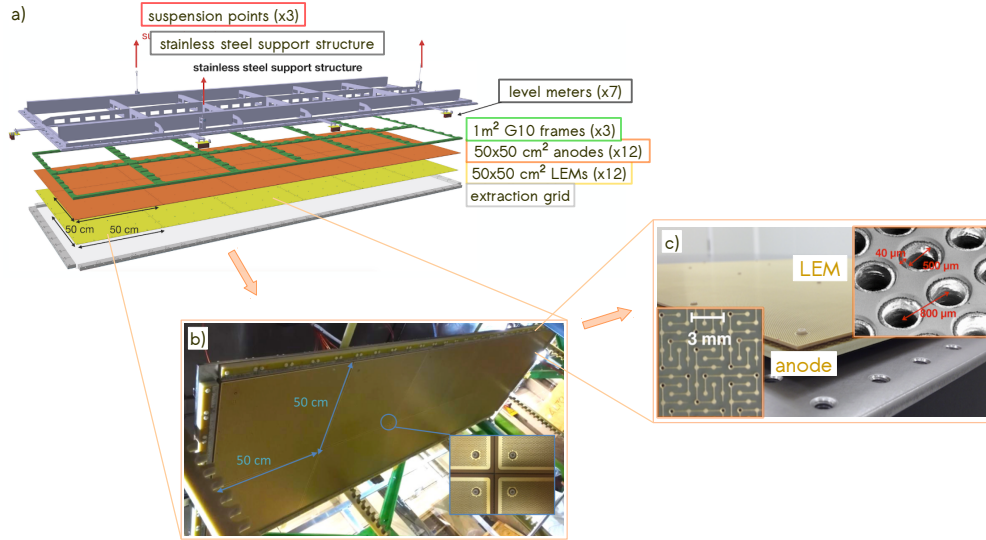 a)
suspension points (x3)
su
stainless steel support structure
stainless steel support structure
level meters (x7)
1m² G10 frames (x3)
50x50 cm² anodes (x12)
50x50 cm² LEMs (x12)
extraction grid
50 cm
50 cm
c)
LEM
40 µm
500 µm
800 µm
3 mm
anode
b)
50 cm
50 cm